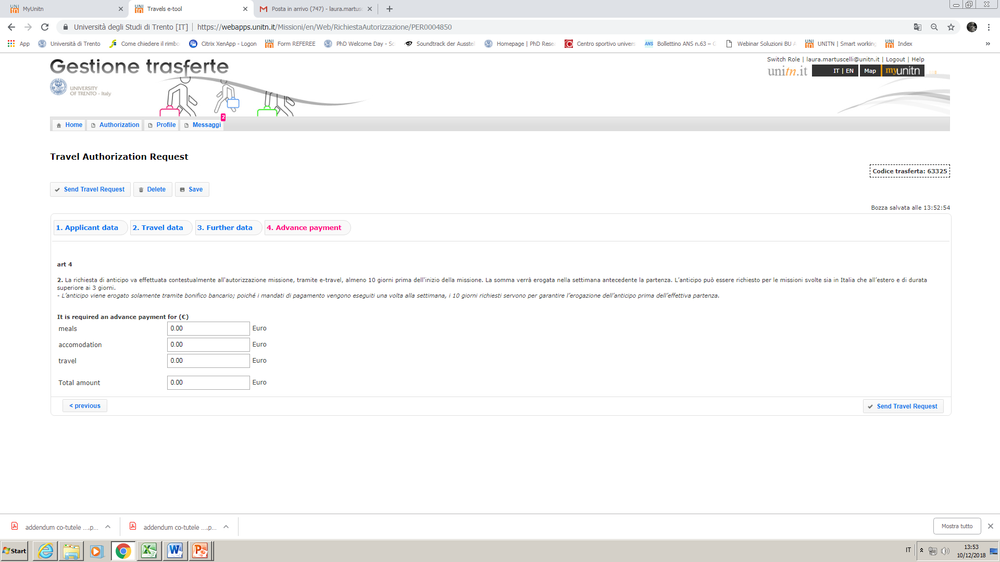 MyUnitn
Travels e-tool
Posta in arrivo (747) - laura.martus
Università degli Studi di Trento [IT] | https://webapps.unitn.it/Missioni/en/Web/RichiestaAutorizzazione/PER0004850
App
Università di Trento
Come chiedere il rimbo
Citrix XenApp - Logon
Form REFEREE
PhD Welcome Day - Sc
Soundtrack der Ausstel
Homepage | PhD Rese
Centro sportivo univers
ANS Bollettino ANS n.63 – G
Webinar Soluzioni BU A
UNITN | Smart working
Index
Gestione trasferte
UNIVERSITY
OF TRENTO - Italy
Switch Role | laura.martuscelli@unitn.it | Logout | Help
unitn.it IT | EN Map myunitn
Home
Authorization
Profile
Messaggi
2
Travel Authorization Request
Codice trasferta: 63325
Send Travel Request
Delete
Save
Bozza salvata alle 13:52:54
1. Applicant data
2. Travel data
3. Further data
4. Advance payment
art 4
2. La richiesta di anticipo va effettuata contestualmente all'autorizzazione missione, tramite e-travel, almeno 10 giorni prima dell'inizio della missione. La somma verrà erogata nella settimana antecedente la partenza. L’anticipo può essere richiesto per le missioni svolte sia in Italia che all’estero e di durata
superiore ai 3 giorni.
- L’anticipo viene erogato solamente tramite bonifico bancario; poiché i mandati di pagamento vengono eseguiti una volta alla settimana, i 10 giorni richiesti servono per garantire l’erogazione dell’anticipo prima dell’effettiva partenza.
It is required an advance payment for (€)
meals 0.00 Euro
accomodation 0.00 Euro
travel 0.00 Euro
Total amount 0.00 Euro
< previous
Send Travel Request
addendum co-tutele ....p...
addendum co-tutele ....p...
Mostra tutto
Start
IT
13:53
10/12/2018